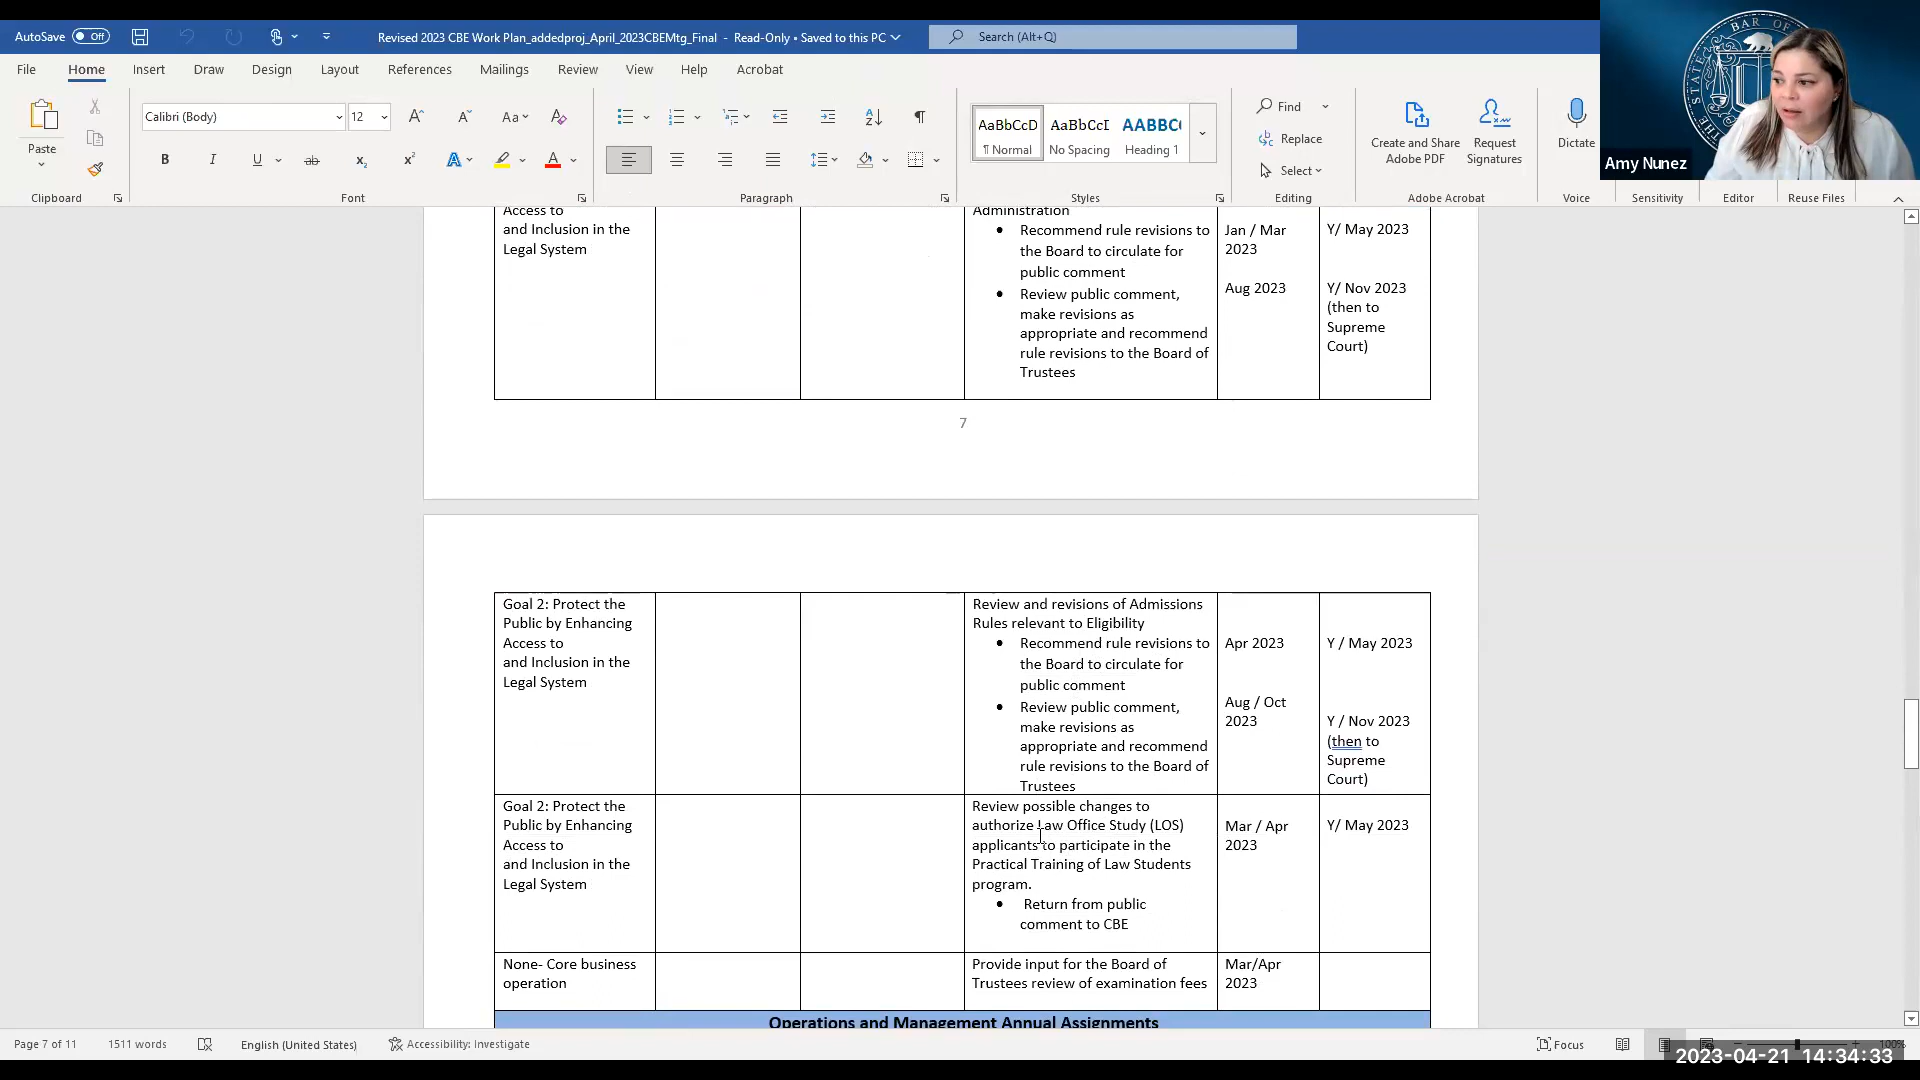 AutoSave Off
Revised 2023 CBE Work Plan_addedproj_April_2023CBEMtg_Final - Read-Only • Saved to this PC
Search (Alt+Q)
File Home Insert Draw Design Layout References Mailings Review View Help Acrobat
Paste
Calibri (Body) 12
Find
Replace
Select
AaBbCcD AaBbCcI AABBC
¶ Normal No Spacing Heading 1
Create and Share
Adobe PDF
Request
Signatures
Dictate
Clipboard Font Paragraph Styles Editing Adobe Acrobat Voice Sensitivity Editor Reuse Files
THE STATE BAR OF
Amy Nunez
Access to
and Inclusion in the
Legal System
Administration
• Recommend rule revisions to
the Board to circulate for
public comment
• Review public comment,
make revisions as
appropriate and recommend
rule revisions to the Board of
Trustees
Jan / Mar
2023
Aug 2023
Y/ May 2023
Y/ Nov 2023
(then to
Supreme
Court)
7
Goal 2: Protect the
Public by Enhancing
Access to
and Inclusion in the
Legal System
Review and revisions of Admissions
Rules relevant to Eligibility
• Recommend rule revisions to
the Board to circulate for
public comment
• Review public comment,
make revisions as
appropriate and recommend
rule revisions to the Board of
Trustees
Apr 2023
Aug / Oct
2023
Y / May 2023
Y / Nov 2023
(then to
Supreme
Court)
Goal 2: Protect the
Public by Enhancing
Access to
and Inclusion in the
Legal System
Review possible changes to
authorize Law Office Study (LOS)
applicants to participate in the
Practical Training of Law Students
program.
• Return from public
comment to CBE
Mar / Apr
2023
Y/ May 2023
None- Core business
operation
Provide input for the Board of
Trustees review of examination fees
Mar/Apr
2023
Operations and Management Annual Assignments
Page 7 of 11 1511 words English (United States) Accessibility: Investigate Focus 100%
2023-04-21 14:34:33